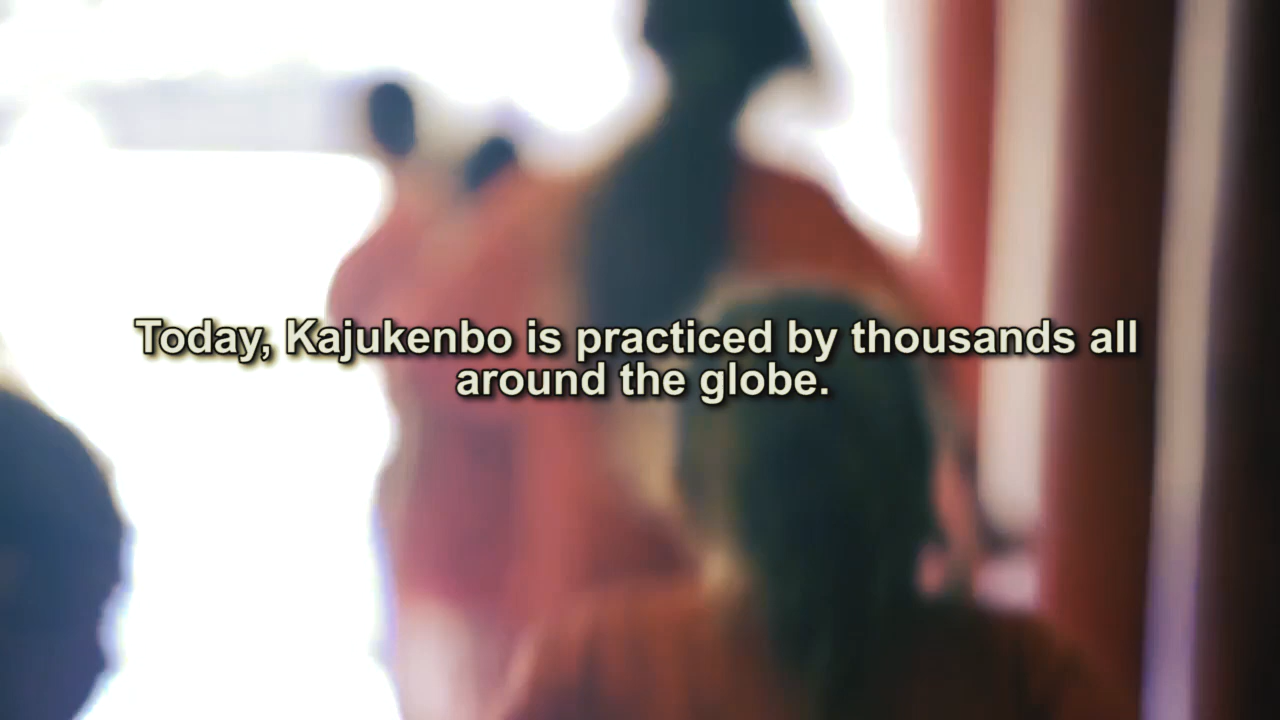 Today, Kajukenbo is practiced by thousands all
around the globe.